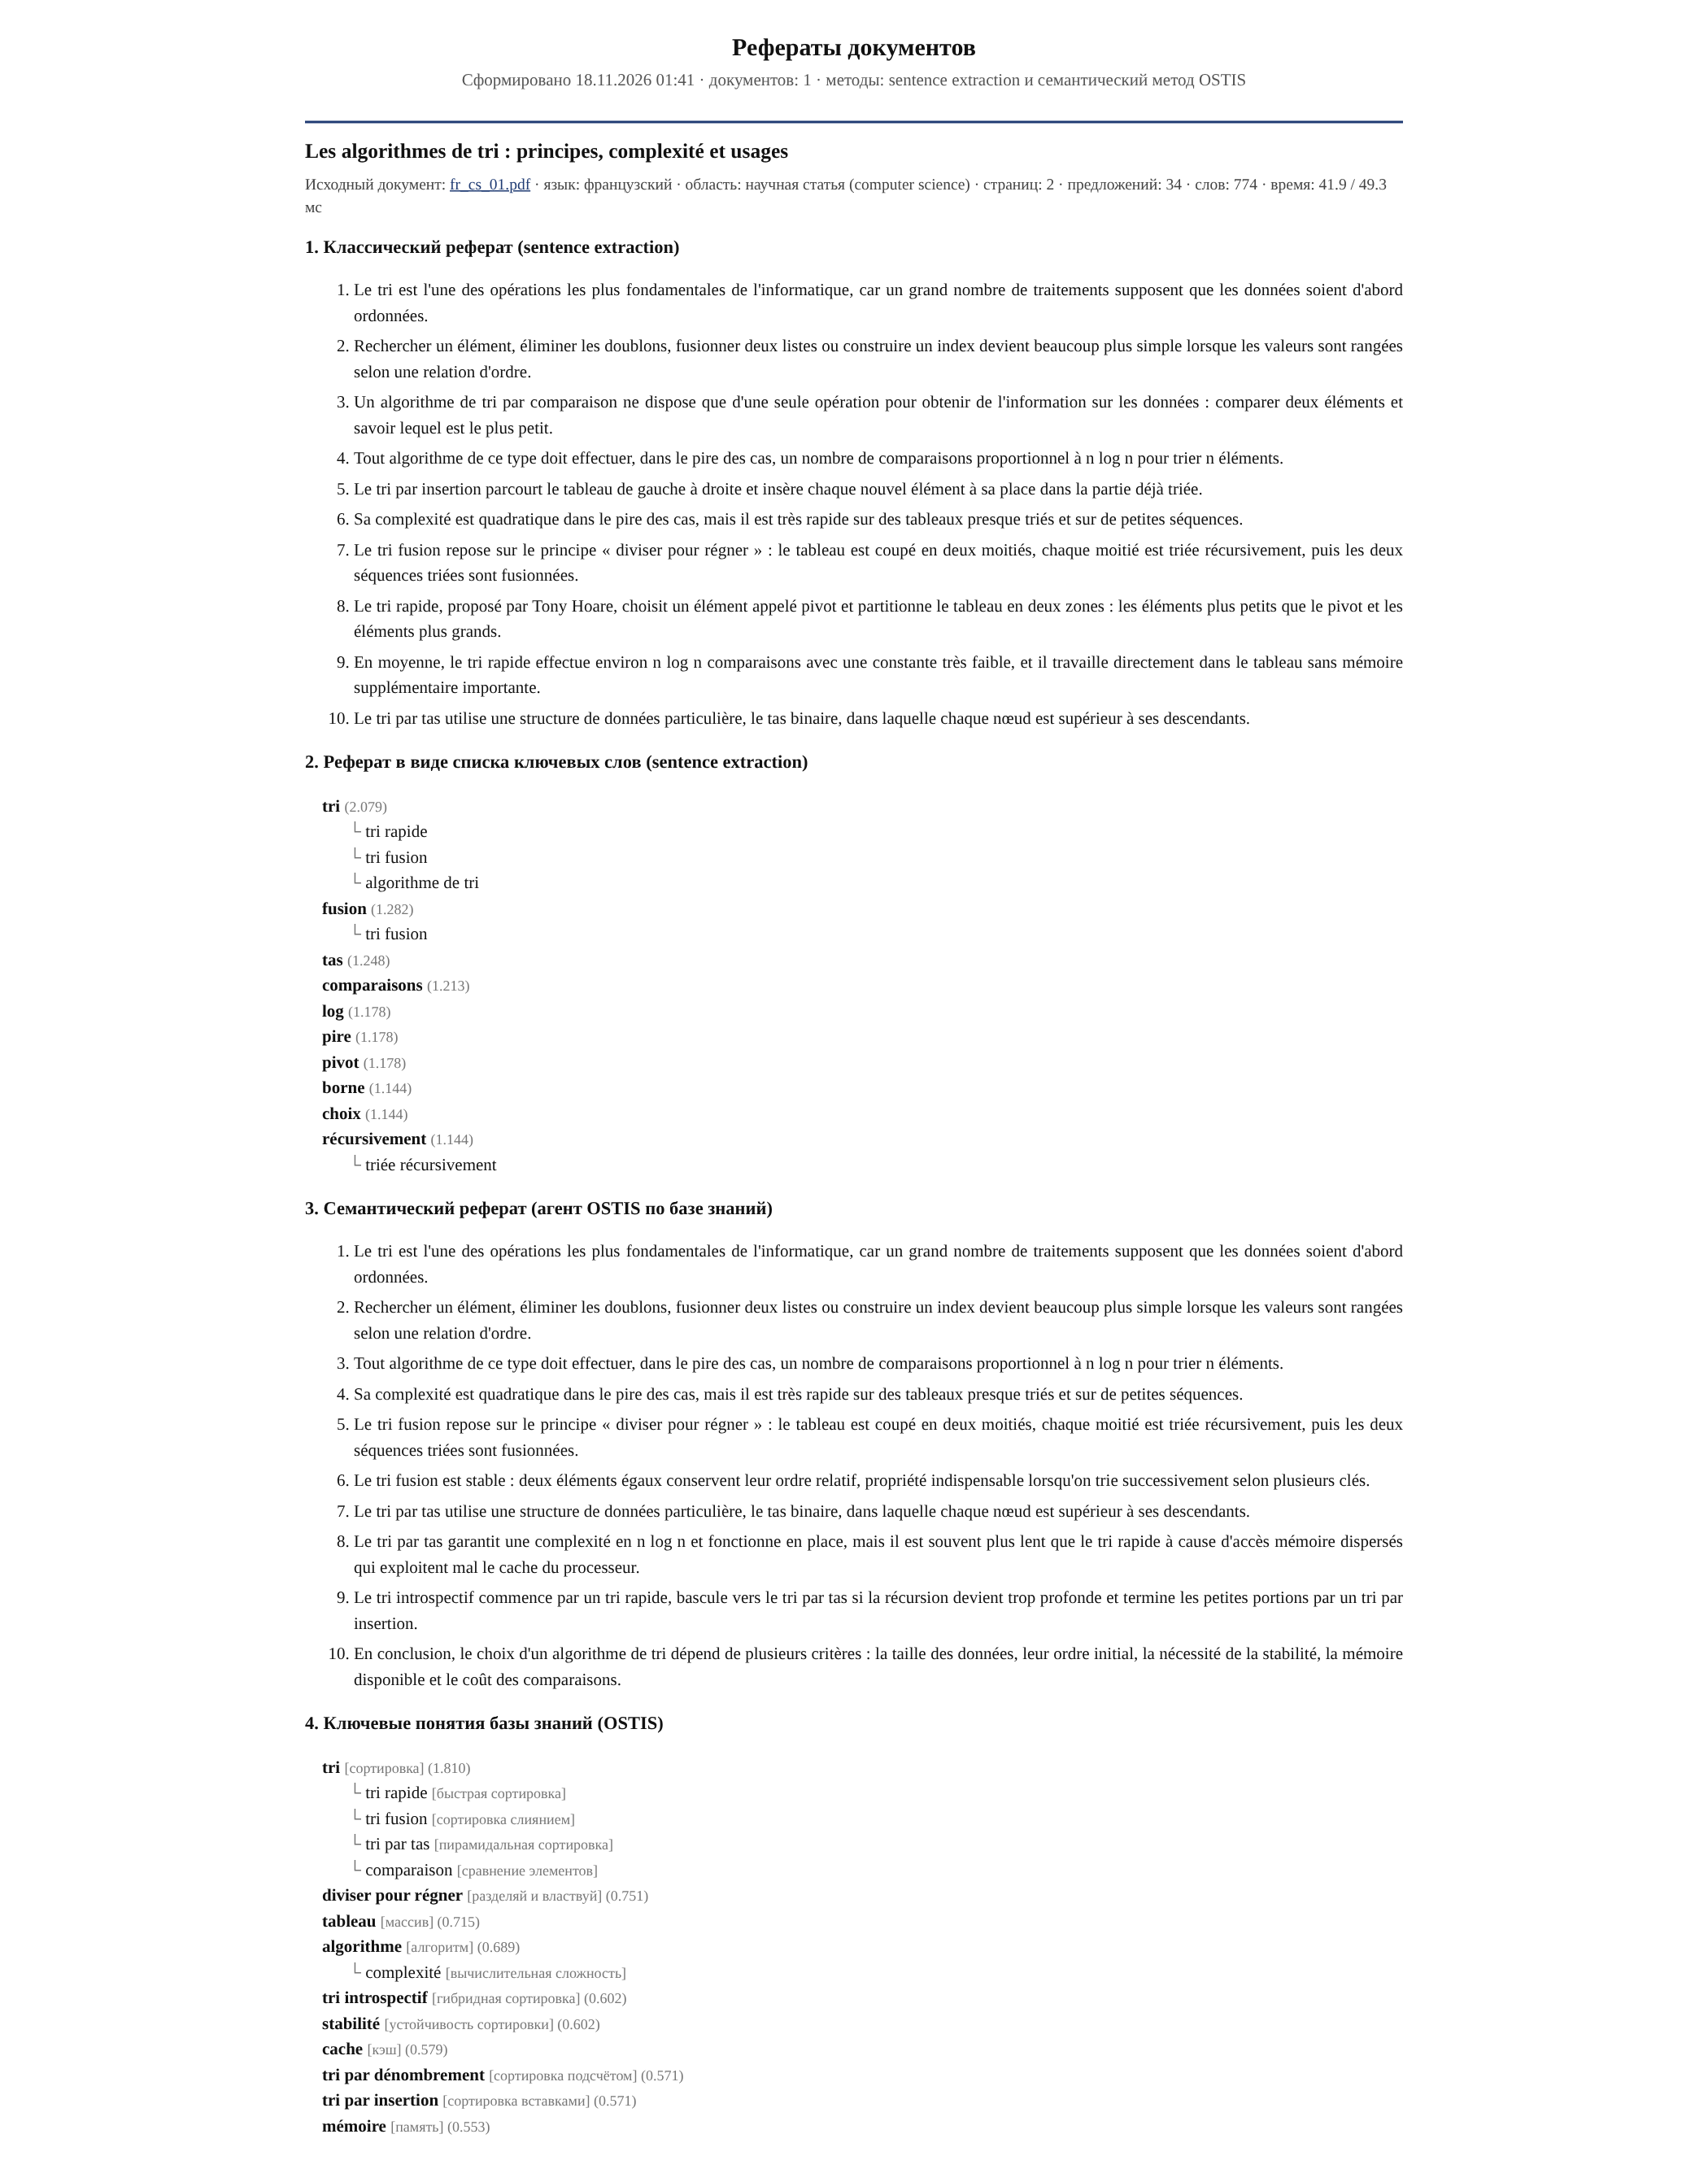 Рефераты документов
Сформировано 18.11.2026 01:41 · документов: 1 · методы: sentence extraction и семантический метод OSTIS
Les algorithmes de tri : principes, complexité et usages
Исходный документ: fr_cs_01.pdf · язык: французский · область: научная статья (computer science) · страниц: 2 · предложений: 34 · слов: 774 · время: 41.9 / 49.3
мс
1. Классический реферат (sentence extraction)
1. Le tri est l'une des opérations les plus fondamentales de l'informatique, car un grand nombre de traitements supposent que les données soient d'abord
ordonnées.
2. Rechercher un élément, éliminer les doublons, fusionner deux listes ou construire un index devient beaucoup plus simple lorsque les valeurs sont rangées
selon une relation d'ordre.
3. Un algorithme de tri par comparaison ne dispose que d'une seule opération pour obtenir de l'information sur les données : comparer deux éléments et
savoir lequel est le plus petit.
4. Tout algorithme de ce type doit effectuer, dans le pire des cas, un nombre de comparaisons proportionnel à n log n pour trier n éléments.
5. Le tri par insertion parcourt le tableau de gauche à droite et insère chaque nouvel élément à sa place dans la partie déjà triée.
6. Sa complexité est quadratique dans le pire des cas, mais il est très rapide sur des tableaux presque triés et sur de petites séquences.
7. Le tri fusion repose sur le principe « diviser pour régner » : le tableau est coupé en deux moitiés, chaque moitié est triée récursivement, puis les deux
séquences triées sont fusionnées.
8. Le tri rapide, proposé par Tony Hoare, choisit un élément appelé pivot et partitionne le tableau en deux zones : les éléments plus petits que le pivot et les
éléments plus grands.
9. En moyenne, le tri rapide effectue environ n log n comparaisons avec une constante très faible, et il travaille directement dans le tableau sans mémoire
supplémentaire importante.
10. Le tri par tas utilise une structure de données particulière, le tas binaire, dans laquelle chaque nœud est supérieur à ses descendants.
2. Реферат в виде списка ключевых слов (sentence extraction)
tri (2.079)
└ tri rapide
└ tri fusion
└ algorithme de tri
fusion (1.282)
└ tri fusion
tas (1.248)
comparaisons (1.213)
log (1.178)
pire (1.178)
pivot (1.178)
borne (1.144)
choix (1.144)
récursivement (1.144)
└ triée récursivement
3. Семантический реферат (агент OSTIS по базе знаний)
1. Le tri est l'une des opérations les plus fondamentales de l'informatique, car un grand nombre de traitements supposent que les données soient d'abord
ordonnées.
2. Rechercher un élément, éliminer les doublons, fusionner deux listes ou construire un index devient beaucoup plus simple lorsque les valeurs sont rangées
selon une relation d'ordre.
3. Tout algorithme de ce type doit effectuer, dans le pire des cas, un nombre de comparaisons proportionnel à n log n pour trier n éléments.
4. Sa complexité est quadratique dans le pire des cas, mais il est très rapide sur des tableaux presque triés et sur de petites séquences.
5. Le tri fusion repose sur le principe « diviser pour régner » : le tableau est coupé en deux moitiés, chaque moitié est triée récursivement, puis les deux
séquences triées sont fusionnées.
6. Le tri fusion est stable : deux éléments égaux conservent leur ordre relatif, propriété indispensable lorsqu'on trie successivement selon plusieurs clés.
7. Le tri par tas utilise une structure de données particulière, le tas binaire, dans laquelle chaque nœud est supérieur à ses descendants.
8. Le tri par tas garantit une complexité en n log n et fonctionne en place, mais il est souvent plus lent que le tri rapide à cause d'accès mémoire dispersés
qui exploitent mal le cache du processeur.
9. Le tri introspectif commence par un tri rapide, bascule vers le tri par tas si la récursion devient trop profonde et termine les petites portions par un tri par
insertion.
10. En conclusion, le choix d'un algorithme de tri dépend de plusieurs critères : la taille des données, leur ordre initial, la nécessité de la stabilité, la mémoire
disponible et le coût des comparaisons.
4. Ключевые понятия базы знаний (OSTIS)
tri [сортировка] (1.810)
└ tri rapide [быстрая сортировка]
└ tri fusion [сортировка слиянием]
└ tri par tas [пирамидальная сортировка]
└ comparaison [сравнение элементов]
diviser pour régner [разделяй и властвуй] (0.751)
tableau [массив] (0.715)
algorithme [алгоритм] (0.689)
└ complexité [вычислительная сложность]
tri introspectif [гибридная сортировка] (0.602)
stabilité [устойчивость сортировки] (0.602)
cache [кэш] (0.579)
tri par dénombrement [сортировка подсчётом] (0.571)
tri par insertion [сортировка вставками] (0.571)
mémoire [память] (0.553)